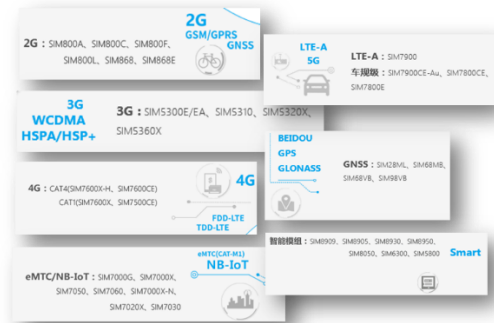 2G
GSM/GPRS
GNSS
2G：SIM800A、SIM800C、SIM800F、
SIM800L、SIM868、SIM868E
3G
WCDMA
HSPA/HSP+
3G：SIM5300E/EA、SIM5310、SIM5320X、
SIM5360X
4G：CAT4(SIM7600X-H、SIM7600CE)
CAT1(SIM7600X、SIM7500CE)
4G
FDD-LTE
TDD-LTE
eMTC(CAT-M1)
NB-IoT
eMTC/NB-IoT：SIM7000G、SIM7000X、
SIM7050、SIM7060、SIM7000X-N、
SIM7020X、SIM7030
LTE-A
5G
LTE-A：SIM7900
车规级：SIM7900CE-Au、SIM7800CE、
SIM7800E
BEIDOU
GPS
GLONASS
GNSS：SIM28ML、SIM68MB、
SIM68VB、SIM98VB
智能模组：SIM8909、SIM8905、SIM8930、SIM8950、
SIM8050、SIM6300、SIM5800
Smart